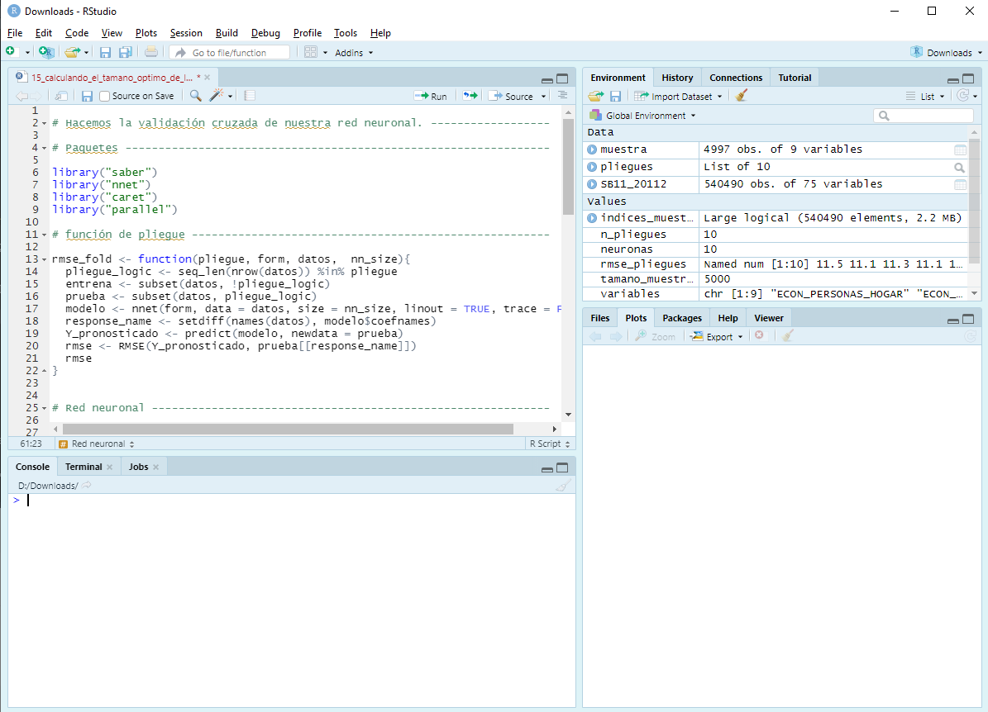 Downloads - RStudio
File Edit Code View Plots Session Build Debug Profile Tools Help
Go to file/function Addins Downloads
15_calculando_el_tamano_optimo_de_l... *
Source on Save Run Source
1
2 # Hacemos la validación cruzada de nuestra red neuronal. ------------------
3
4 # Paquetes ----------------------------------------------------------------
5
6 library("saber")
7 library("nnet")
8 library("caret")
9 library("parallel")
10
11 # función de pliegue ------------------------------------------------------
12
13 rmse_fold <- function(pliegue, form, datos,  nn_size){
14   pliegue_logic <- seq_len(nrow(datos)) %in% pliegue
15   entrena <- subset(datos, !pliegue_logic)
16   prueba <- subset(datos, pliegue_logic)
17   modelo <- nnet(form, data = datos, size = nn_size, linout = TRUE, trace = F
18   response_name <- setdiff(names(datos), modelo$coefnames)
19   Y_pronosticado <- predict(modelo, newdata = prueba)
20   rmse <- RMSE(Y_pronosticado, prueba[[response_name]])
21   rmse
22 }
23
24
25 # Red neuronal ------------------------------------------------------------
26
27
61:23 # Red neuronal R Script
Console Terminal Jobs
D:/Downloads/
>
Environment History Connections Tutorial
Import Dataset List
Global Environment
Data
muestra 4997 obs. of 9 variables
pliegues List of 10
SB11_20112 540490 obs. of 75 variables
Values
indices_muest... Large logical (540490 elements, 2.2 MB)
n_pliegues 10
neuronas 10
rmse_pliegues Named num [1:10] 11.5 11.1 11.3 11.1 1...
tamano_muestr... 5000
variables chr [1:9] "ECON_PERSONAS_HOGAR" "ECON_...
Files Plots Packages Help Viewer
Zoom Export